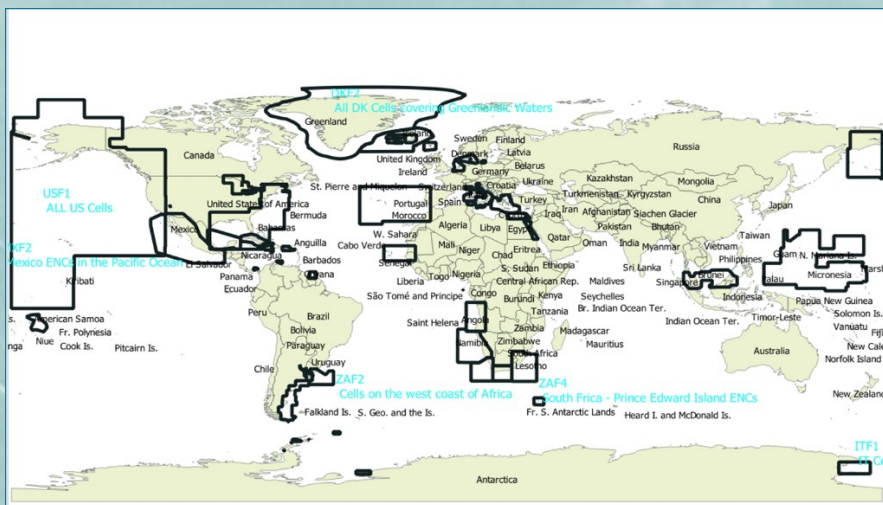 DKF2
All DK Cells covering Greenlandic Waters
Greenland
Sweden
Finland
Russia
Canada
United Kingdom
Denmark
Latvia
Ireland
Belarus
Germany
Kazakhstan
Mongolia
St. Pierre and Miquelon
Switzerland
Croatia
Ukraine
USF1
ALL US Cells
United States of America
Portugal
Spain
Turkey
Turkmenistan
Kyrgyzstan
China
Japan
Bermuda
Morocco
Iraq
Iran
Afghanistan
Siachen Glacier
Mexico
Bahamas
Algeria
Libya
Egypt
Pakistan
Bhutan
W. Sahara
Qatar
Oman
India
Myanmar
Taiwan
Vietnam
Anguilla
Cabo Verde
Mali
Niger
Chad
Eritrea
Philippines
Guam
N. Mariana Is.
Mexico ENCs in the Pacific Ocean
El Salvador
Nicaragua
Barbados
Senegal
S. Sudan
Ethiopia
Sri Lanka
Brunei
Palau
Micronesia
Kiribati
Panama
Liberia
Togo
Nigeria
Central African Rep.
Maldives
Singapore
Ecuador
São Tomé and Principe
Congo
Burundi
Kenya
Seychelles
Indonesia
Papua New Guinea
American Samoa
Peru
Brazil
Saint Helena
Angola
Tanzania
Br. Indian Ocean Ter.
Indian Ocean Ter.
Timor-Leste
Solomon Is.
Niue
Fr. Polynesia
Cook Is.
Pitcairn Is.
Bolivia
Zambia
Zimbabwe
Madagascar
Mauritius
Vanuatu
Paraguay
Namibia
South Africa
Lesotho
Australia
Norfolk Island
Chile
Uruguay
ZAF2
Cells on the west coast of Africa
ZAF4
South Frica - Prince Edward Island ENCs
Falkland Is.
S. Geo. and the Is.
Fr. S. Antarctic Lands
Heard I. and McDonald Is.
ITF1
Antarctica